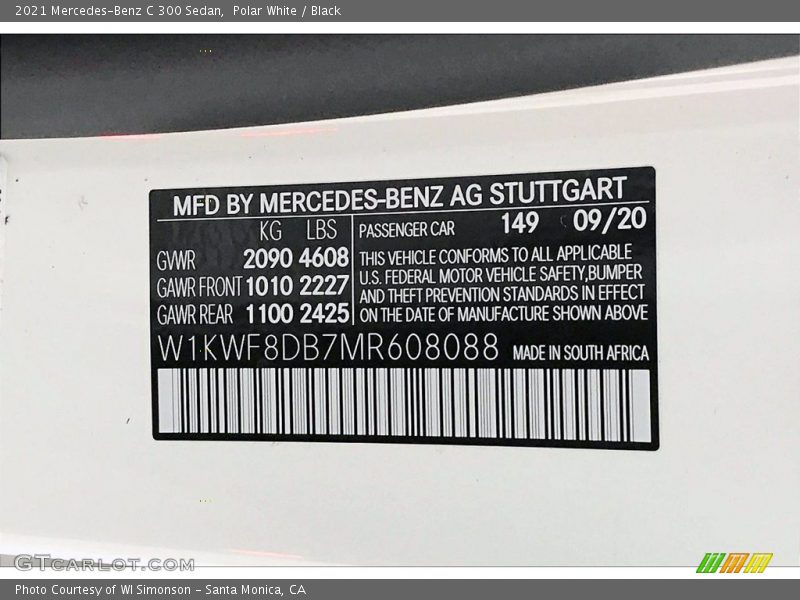 2021 Mercedes-Benz C 300 Sedan, Polar White / Black
MFD BY MERCEDES-BENZ AG STUTTGART
KG LBS PASSENGER CAR 149 09/20
GWR 2090 4608 THIS VEHICLE CONFORMS TO ALL APPLICABLE
GAWR FRONT 1010 2227 U.S. FEDERAL MOTOR VEHICLE SAFETY,BUMPER
AND THEFT PREVENTION STANDARDS IN EFFECT
GAWR REAR 1100 2425 ON THE DATE OF MANUFACTURE SHOWN ABOVE
W1KWF8DB7MR608088 MADE IN SOUTH AFRICA
GTCARLOT.COM
Photo Courtesy of WI Simonson - Santa Monica, CA